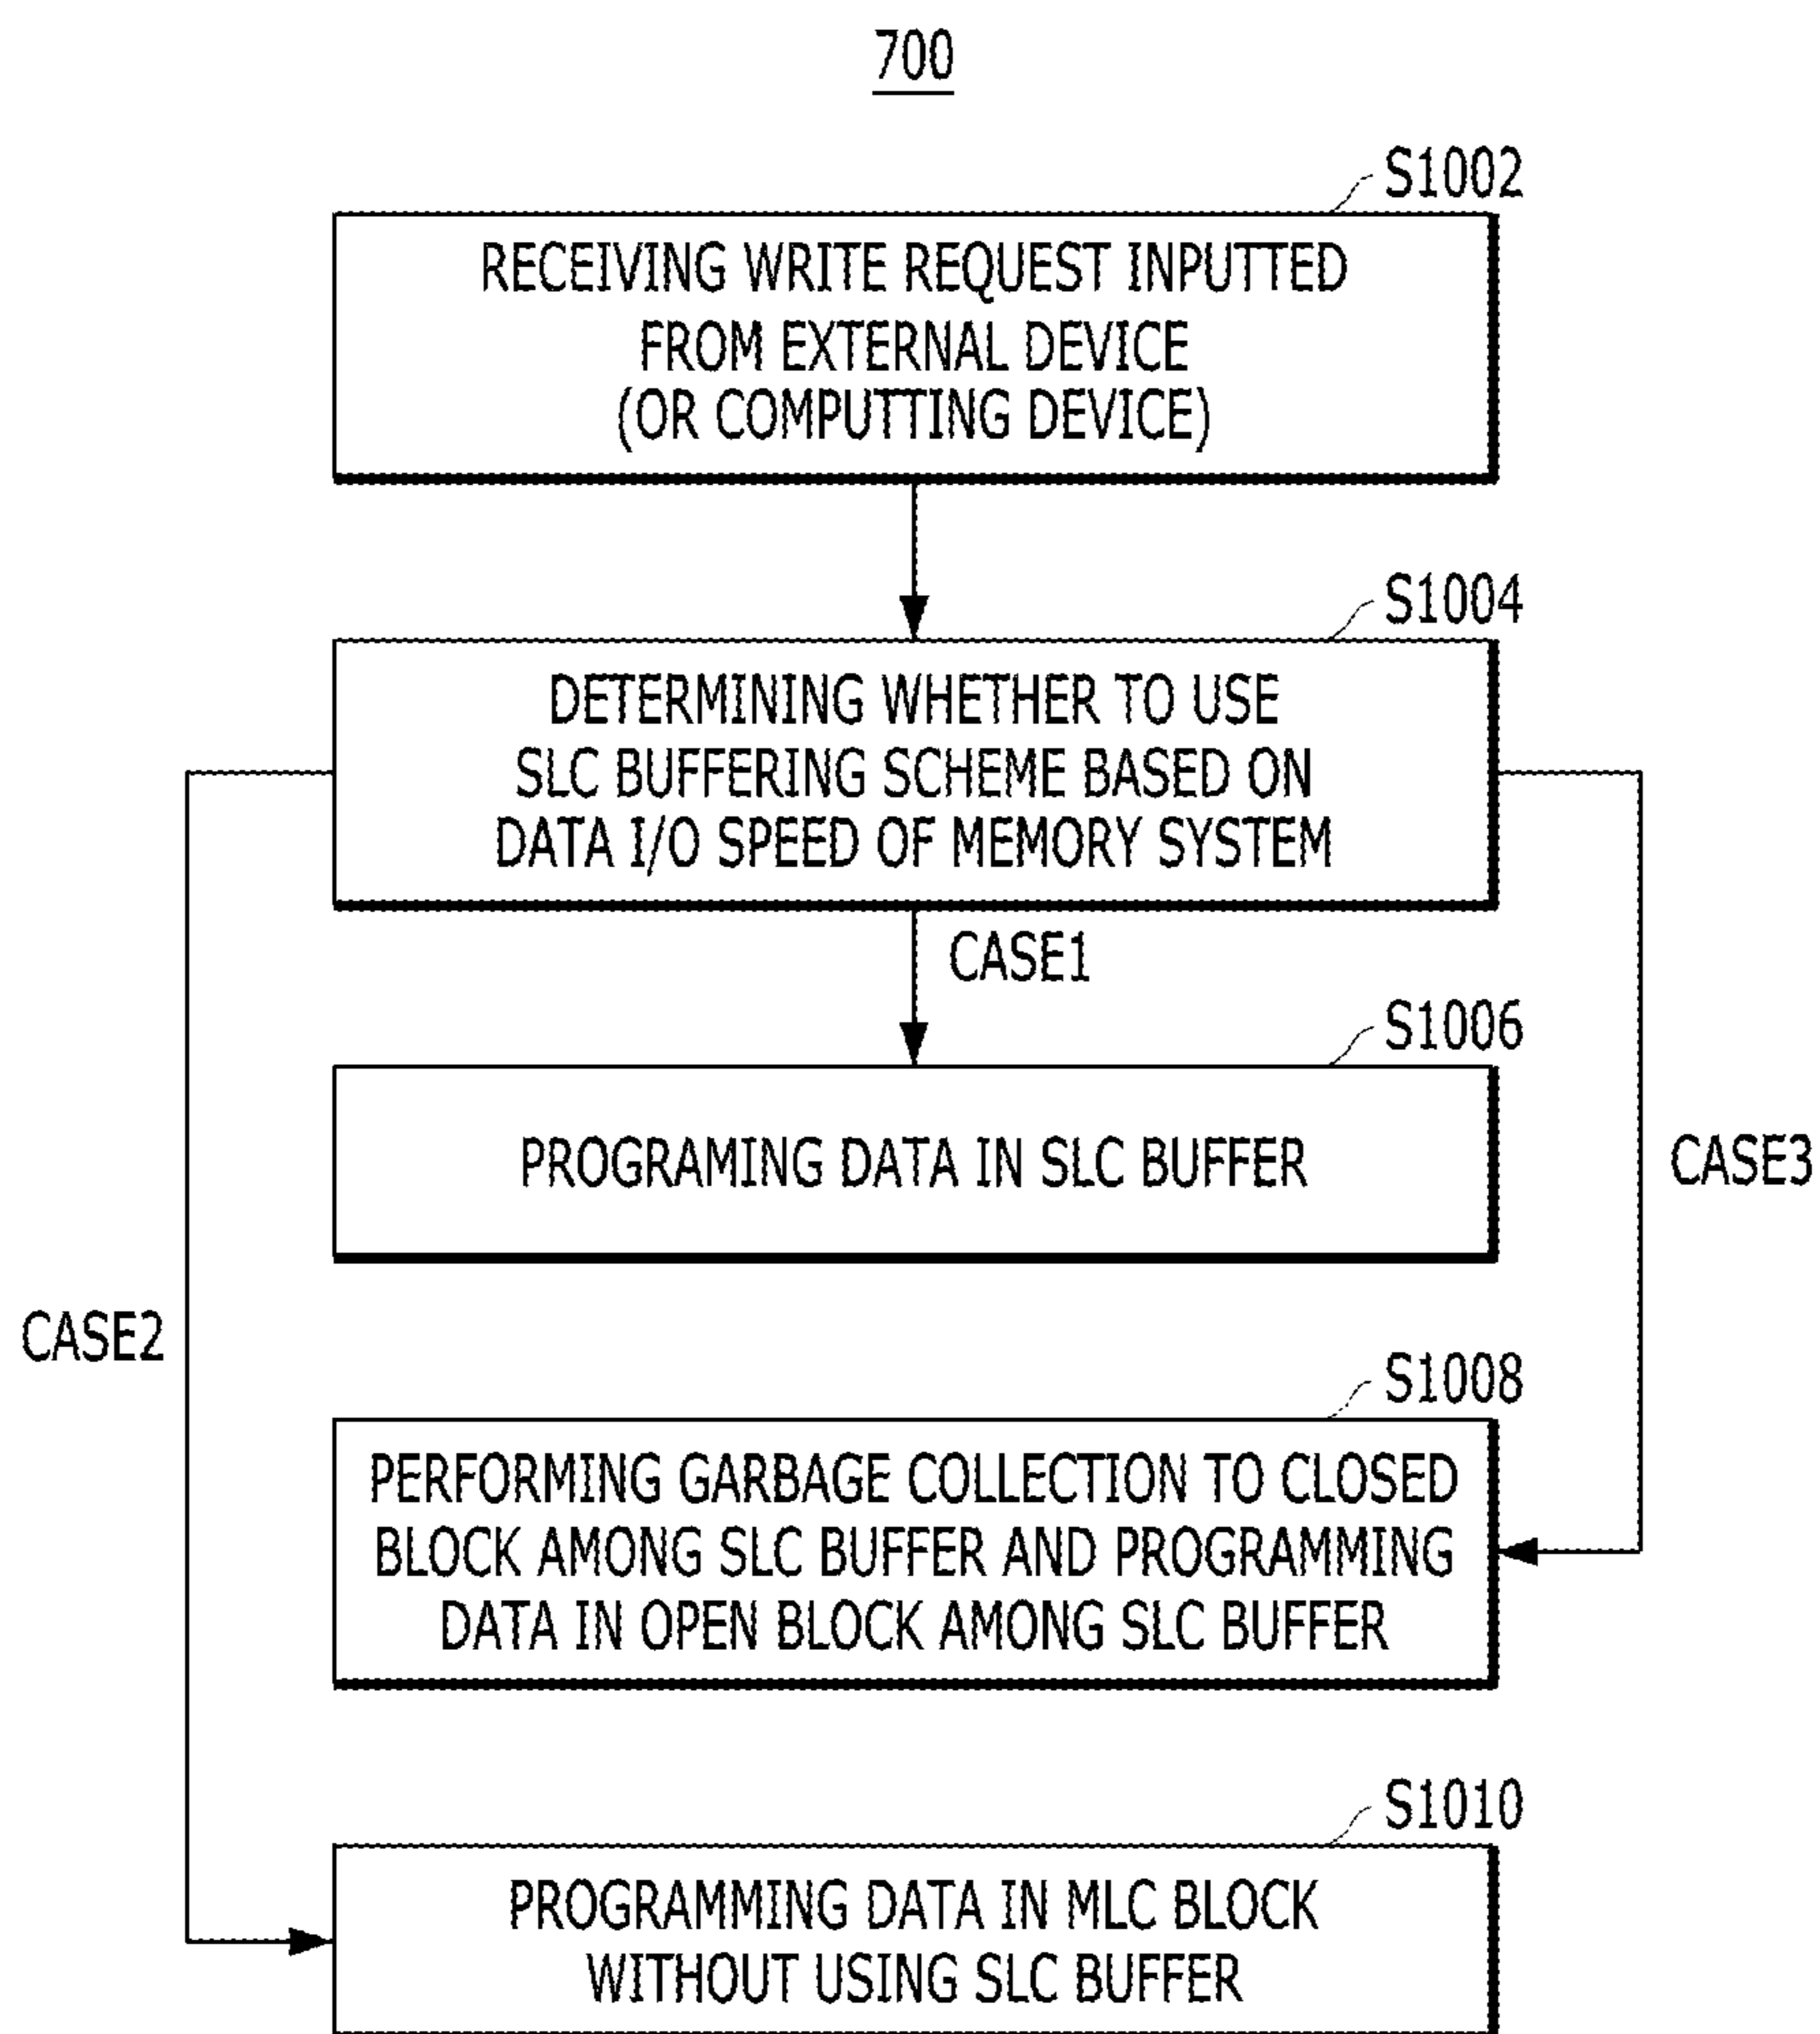 700
S1002
RECEIVING WRITE REQUEST INPUTTED
FROM EXTERNAL DEVICE
(OR COMPUTTING DEVICE)
S1004
DETERMINING WHETHER TO USE
SLC BUFFERING SCHEME BASED ON
DATA I/O SPEED OF MEMORY SYSTEM
CASE1
S1006
PROGRAMING DATA IN SLC BUFFER
CASE3
CASE2
S1008
PERFORMING GARBAGE COLLECTION TO CLOSED
BLOCK AMONG SLC BUFFER AND PROGRAMMING
DATA IN OPEN BLOCK AMONG SLC BUFFER
S1010
PROGRAMMING DATA IN MLC BLOCK
WITHOUT USING SLC BUFFER